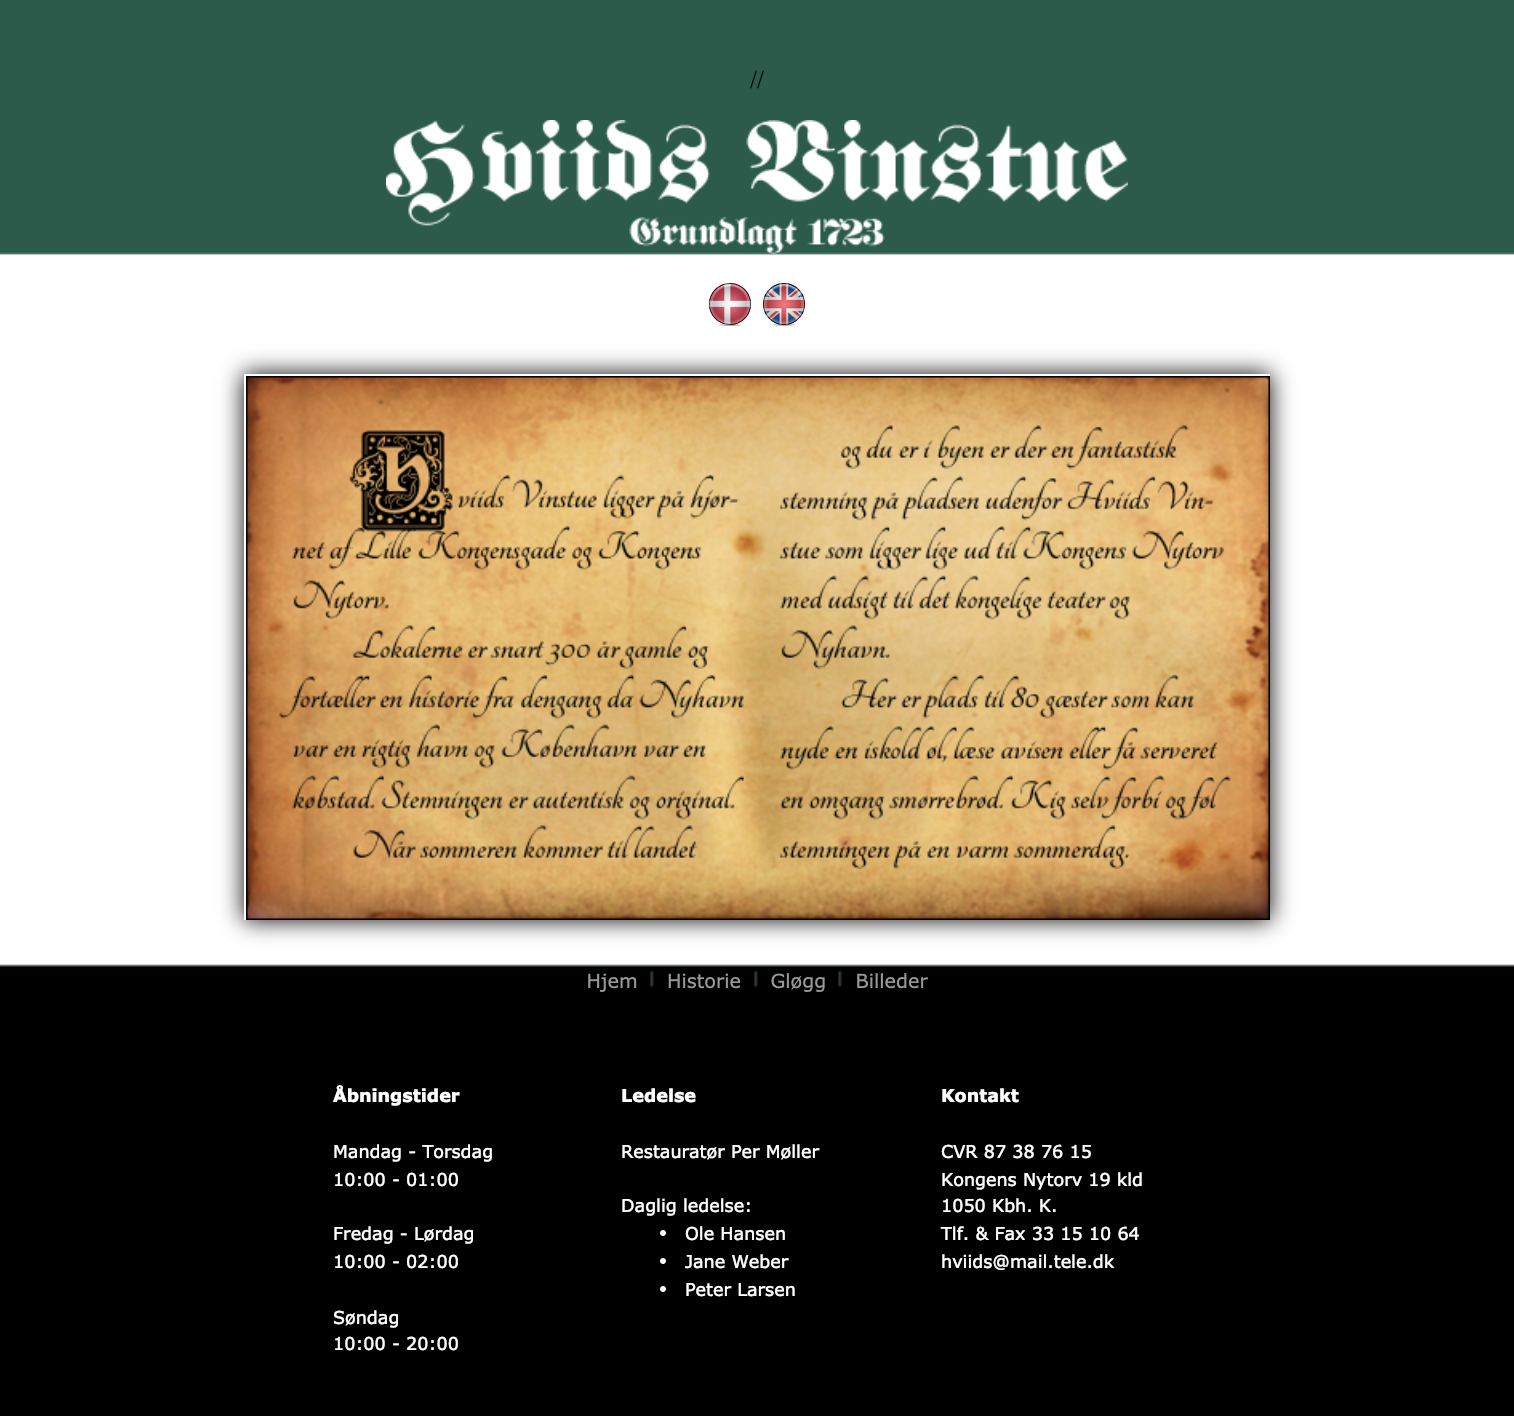 //
Hviids Vinstue
Grundlagt 1723
Hviids Vinstue ligger på hjør-
net af Lille Kongensgade og Kongens
Nytorv.
Lokalerne er snart 300 år gamle og
fortæller en historie fra dengang da Nyhavn
var en rigtig havn og København var en
købstad. Stemningen er autentisk og original.
Når sommeren kommer til landet
og du er i byen er der en fantastisk
stemning på pladsen udenfor Hviids Vin-
stue som ligger lige ud til Kongens Nytorv
med udsigt til det kongelige teater og
Nyhavn.
Her er plads til 80 gæster som kan
nyde en iskold øl, læse avisen eller få serveret
en omgang smørrebrød. Kig selv forbi og føl
stemningen på en varm sommerdag.
Hjem | Historie | Gløgg | Billeder
Åbningstider
Mandag - Torsdag
10:00 - 01:00
Fredag - Lørdag
10:00 - 02:00
Søndag
10:00 - 20:00
Ledelse
Restauratør Per Møller
Daglig ledelse:
• Ole Hansen
• Jane Weber
• Peter Larsen
Kontakt
CVR 87 38 76 15
Kongens Nytorv 19 kld
1050 Kbh. K.
Tlf. & Fax 33 15 10 64
hviids@mail.tele.dk